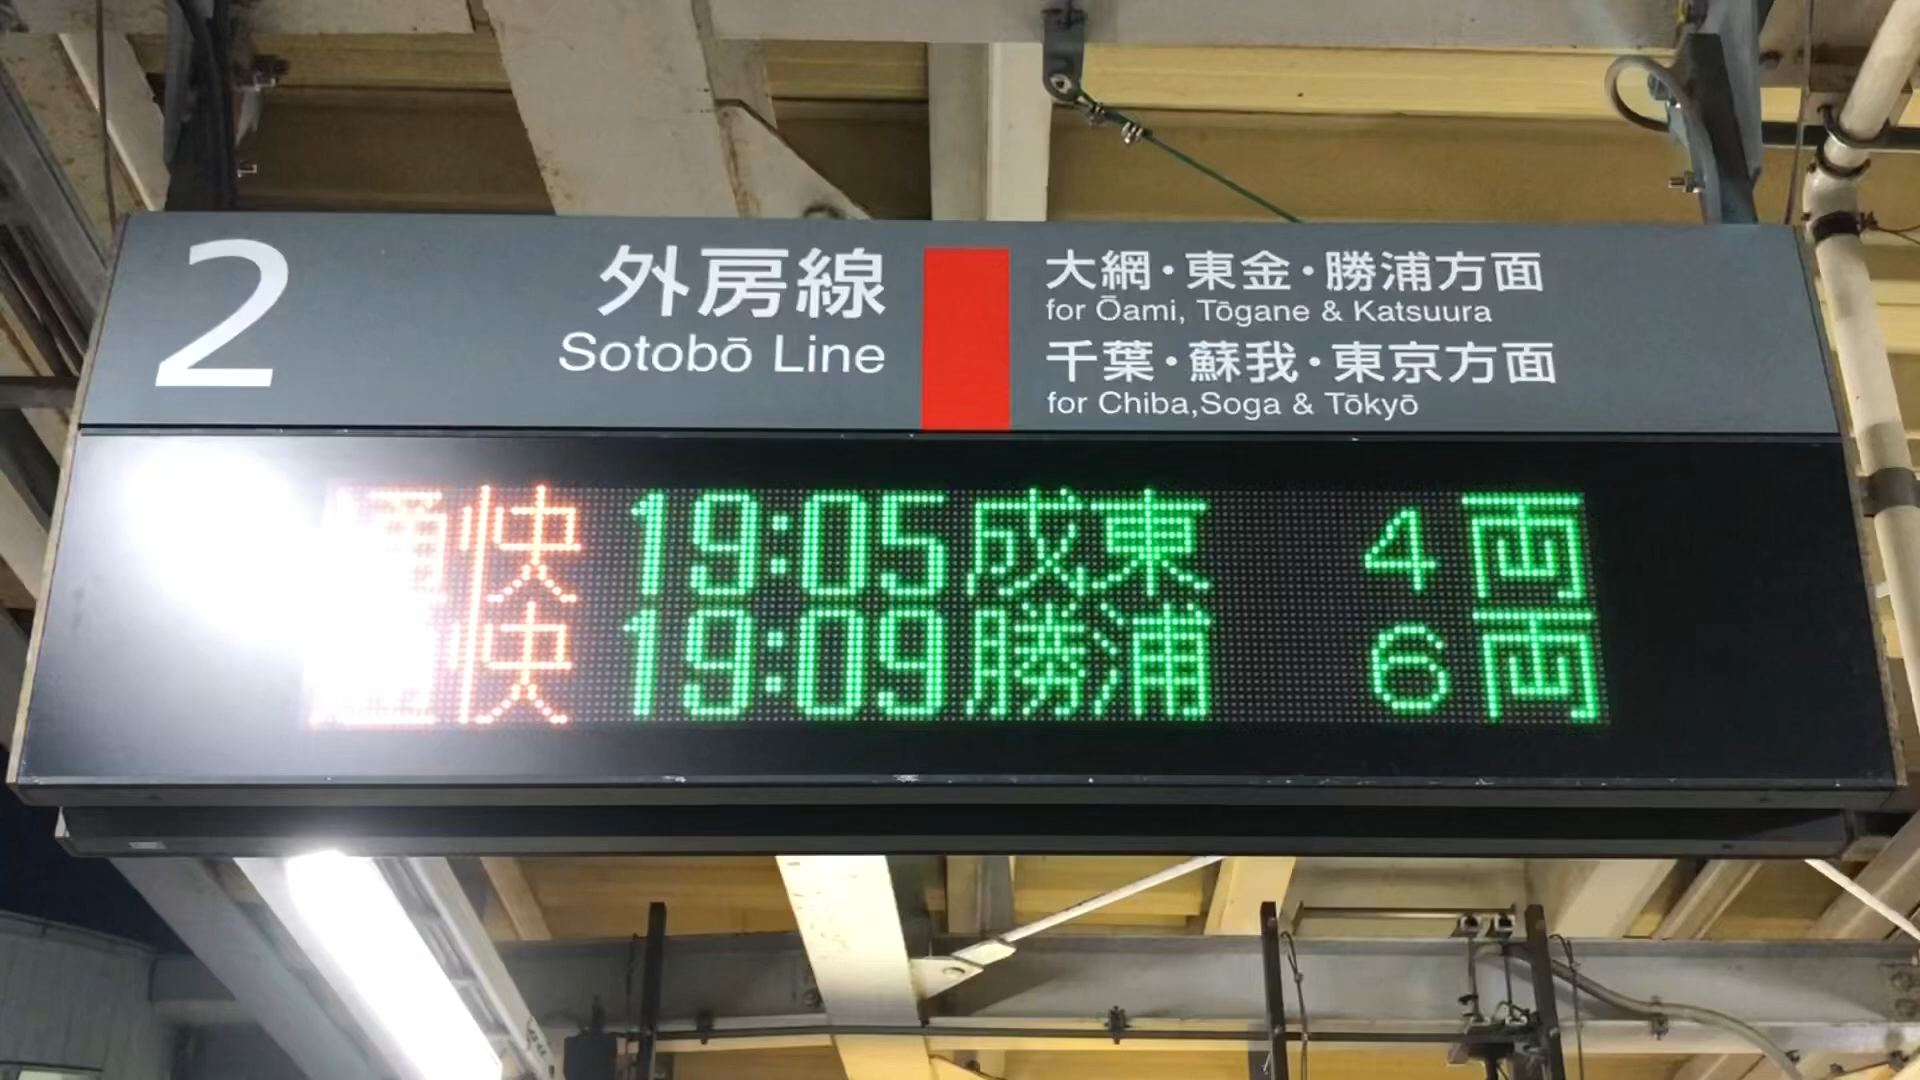 2
外房線
Sotobō Line
大網・東金・勝浦方面
for Ōami, Tōgane & Katsuura
千葉・蘇我・東京方面
for Chiba,Soga & Tōkyō
通快 19:05 成東 4両
快 19:09 勝浦 6両